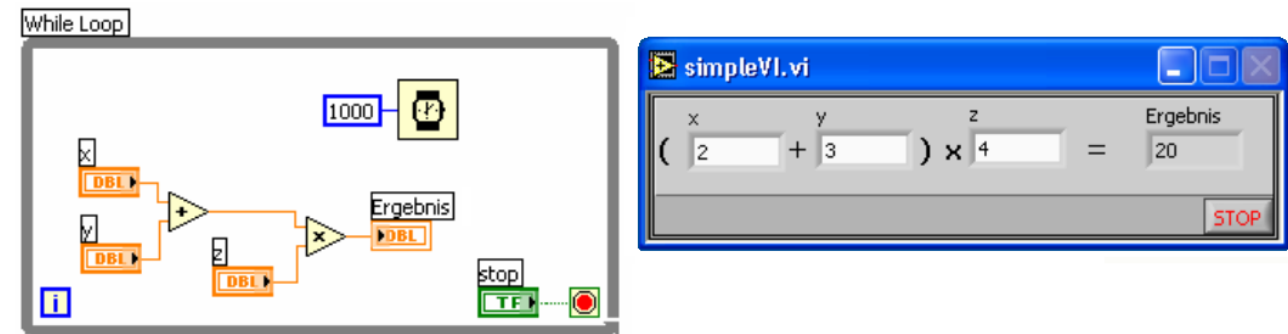 While Loop
1000
x
DBL
+
y
DBL
z
DBL
x
Ergebnis
DBL
stop
TF
i
simpleVI.vi
x y z Ergebnis
( 2 + 3 ) x 4 = 20
STOP